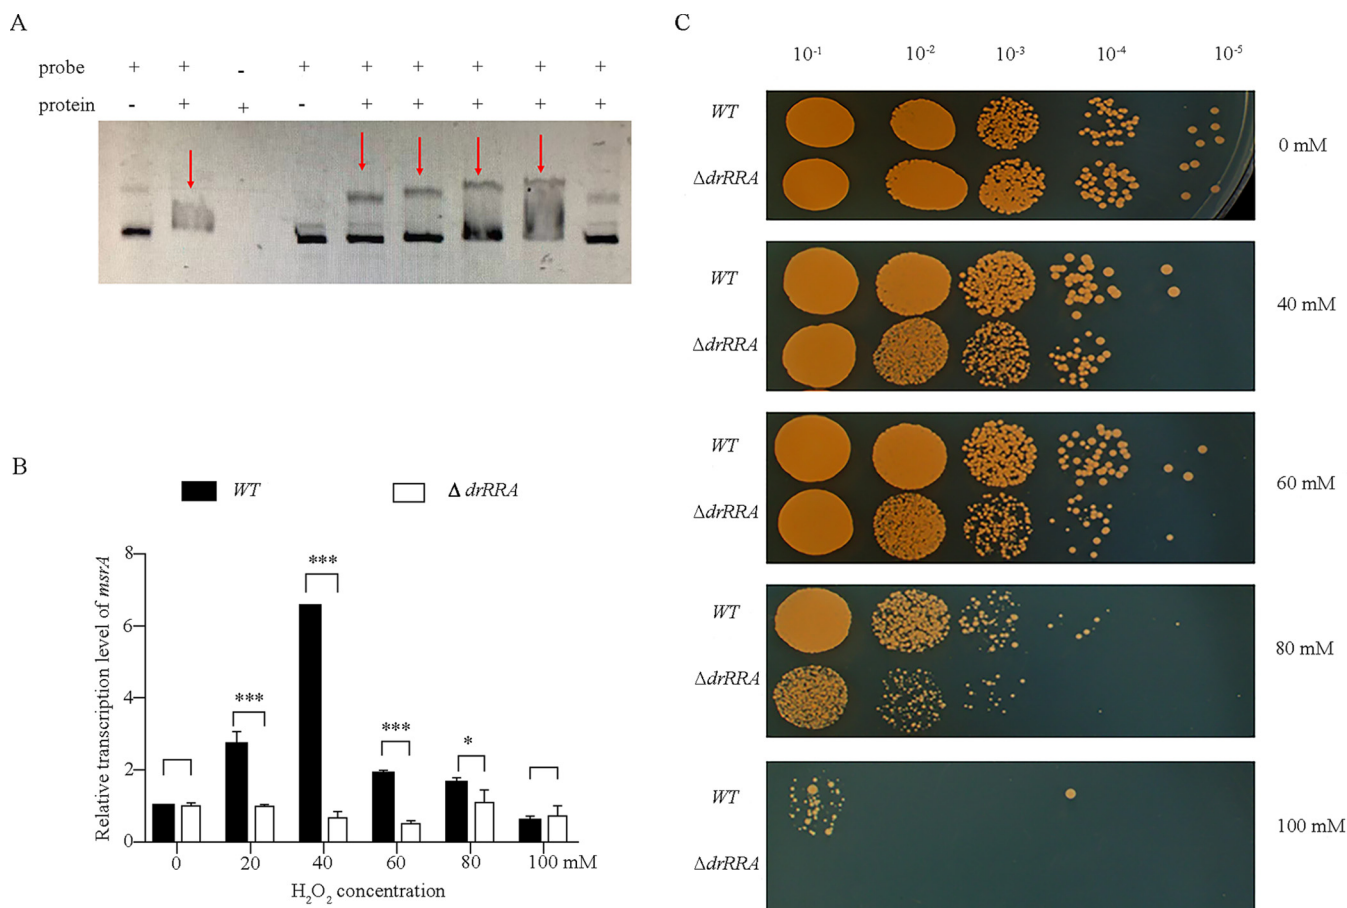 A
probe + + - + + + + + +
protein - + + - + + + + +
B
WT Δ drRRA
Relative transcription level of msrA
8
6
4
2
0
*** *** *** *
0 20 40 60 80 100 mM
H₂O₂ concentration
C
10⁻¹ 10⁻² 10⁻³ 10⁻⁴ 10⁻⁵
WT
ΔdrRRA
0 mM
WT
ΔdrRRA
40 mM
WT
ΔdrRRA
60 mM
WT
ΔdrRRA
80 mM
WT
ΔdrRRA
100 mM